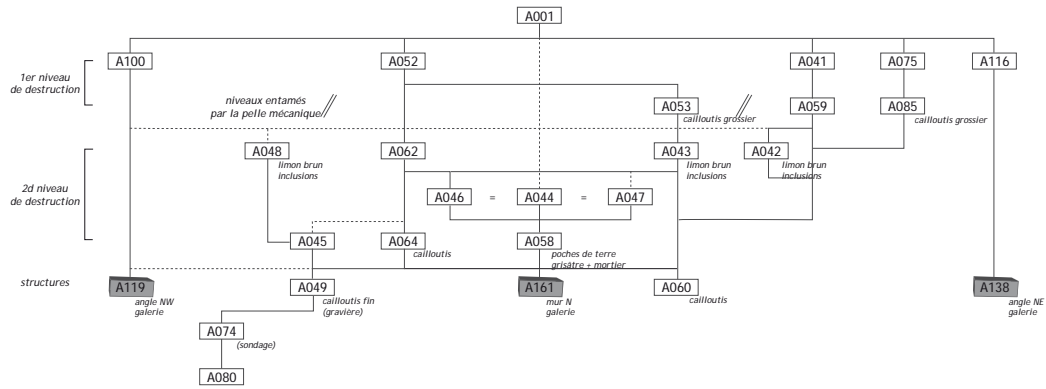 A001
A100
A052
A041
A075
A116
1er niveau
de destruction
niveaux entamés
par la pelle mécanique
A053
cailloutis grossier
A059
A085
cailloutis grossier
A048
limon brun
inclusions
A062
A043
limon brun
inclusions
A042
limon brun
inclusions
2d niveau
de destruction
A046 = A044 = A047
A045
A064
cailloutis
A058
poches de terre
grisâtre + mortier
structures
A119
angle NW
galerie
A049
cailloutis fin
(gravière)
A161
mur N
galerie
A060
cailloutis
A138
angle NE
galerie
A074
(sondage)
A080